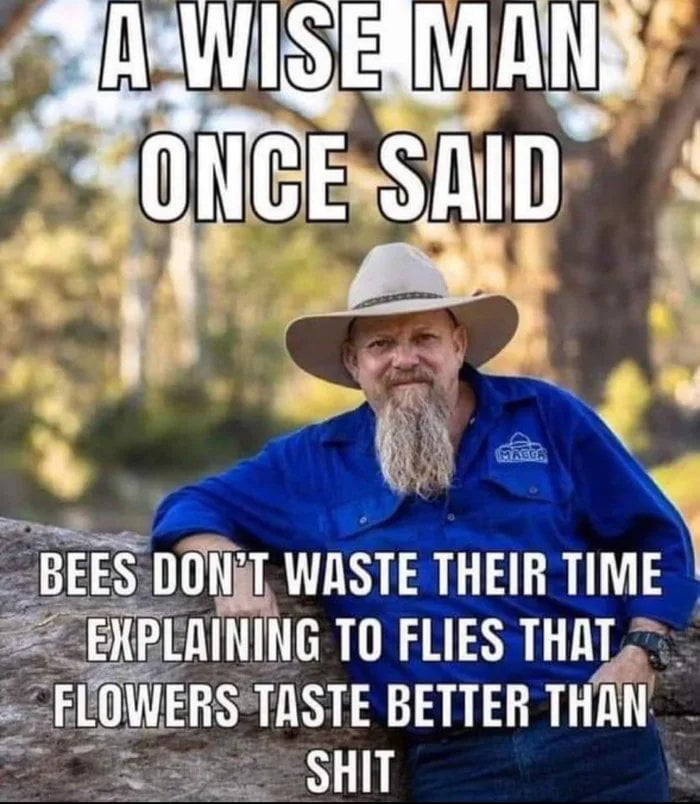 A WISE MAN
ONCE SAID
MACCA
BEES DON'T WASTE THEIR TIME
EXPLAINING TO FLIES THAT
FLOWERS TASTE BETTER THAN
SHIT